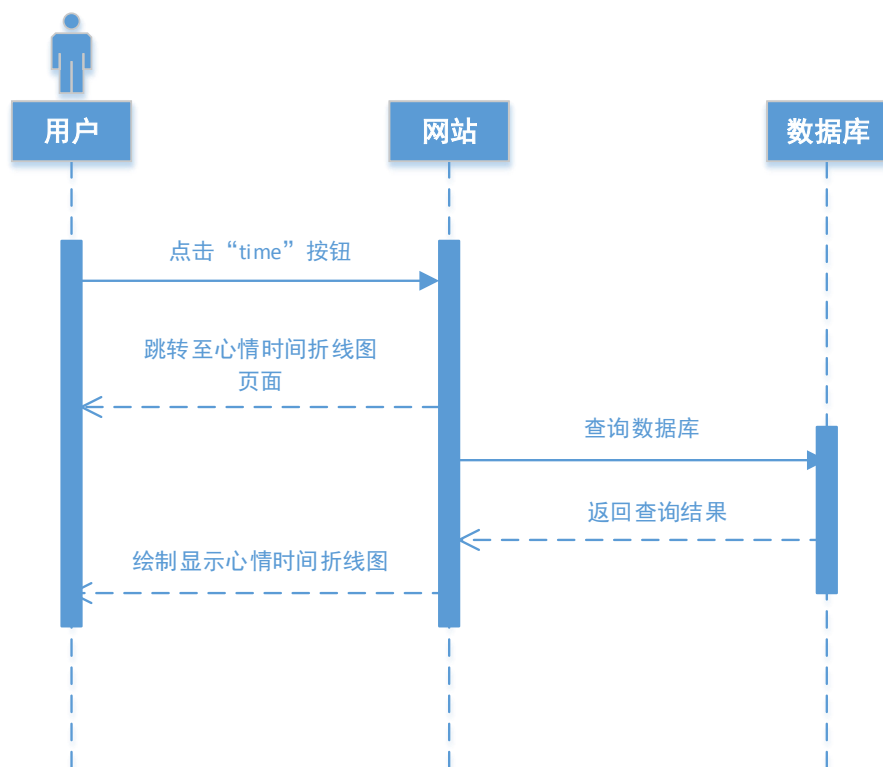 用户
网站
数据库
点击“time”按钮
跳转至心情时间折线图
页面
查询数据库
返回查询结果
绘制显示心情时间折线图